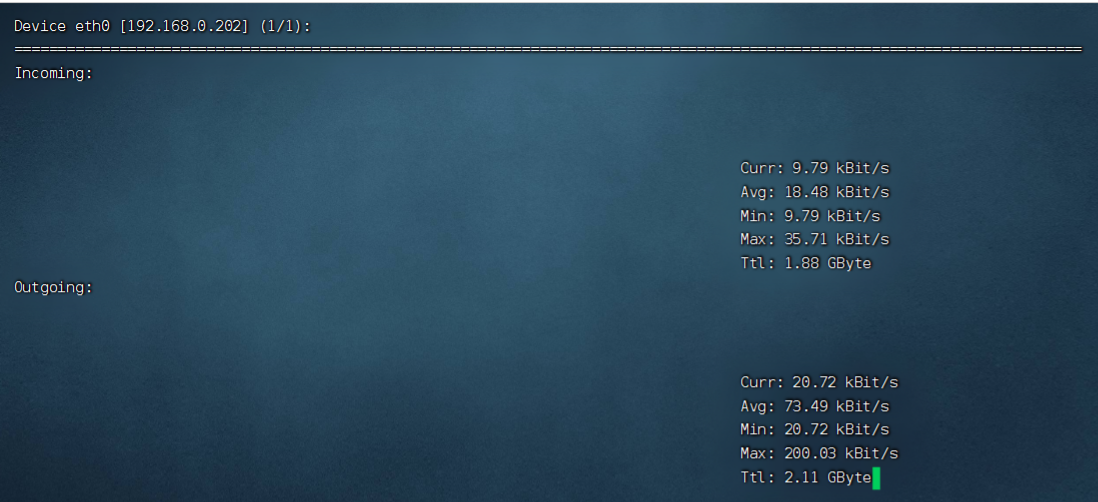 Device eth0 [192.168.0.202] (1/1):
==========================================================================================================================
Incoming:
Curr: 9.79 kBit/s
Avg: 18.48 kBit/s
Min: 9.79 kBit/s
Max: 35.71 kBit/s
Ttl: 1.88 GByte
Outgoing:
Curr: 20.72 kBit/s
Avg: 73.49 kBit/s
Min: 20.72 kBit/s
Max: 200.03 kBit/s
Ttl: 2.11 GByte